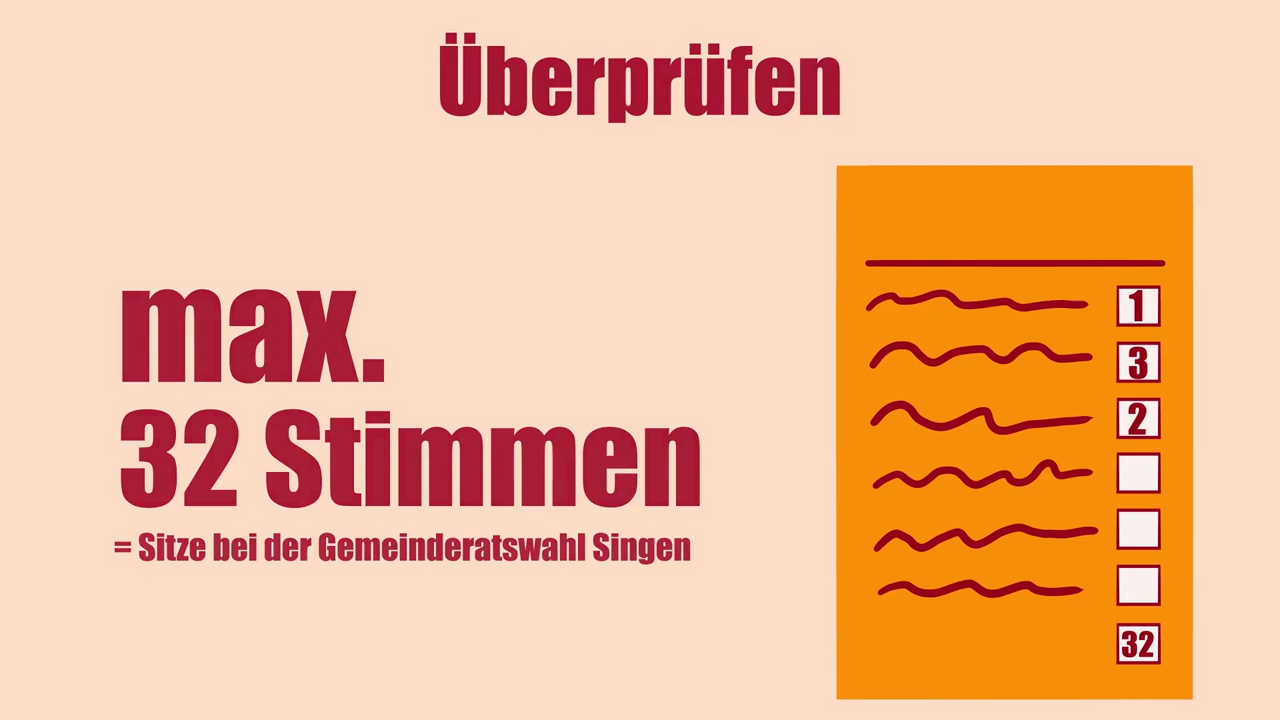 Überprüfen
max.
32 Stimmen
= Sitze bei der Gemeinderatswahl Singen
1
3
2
32